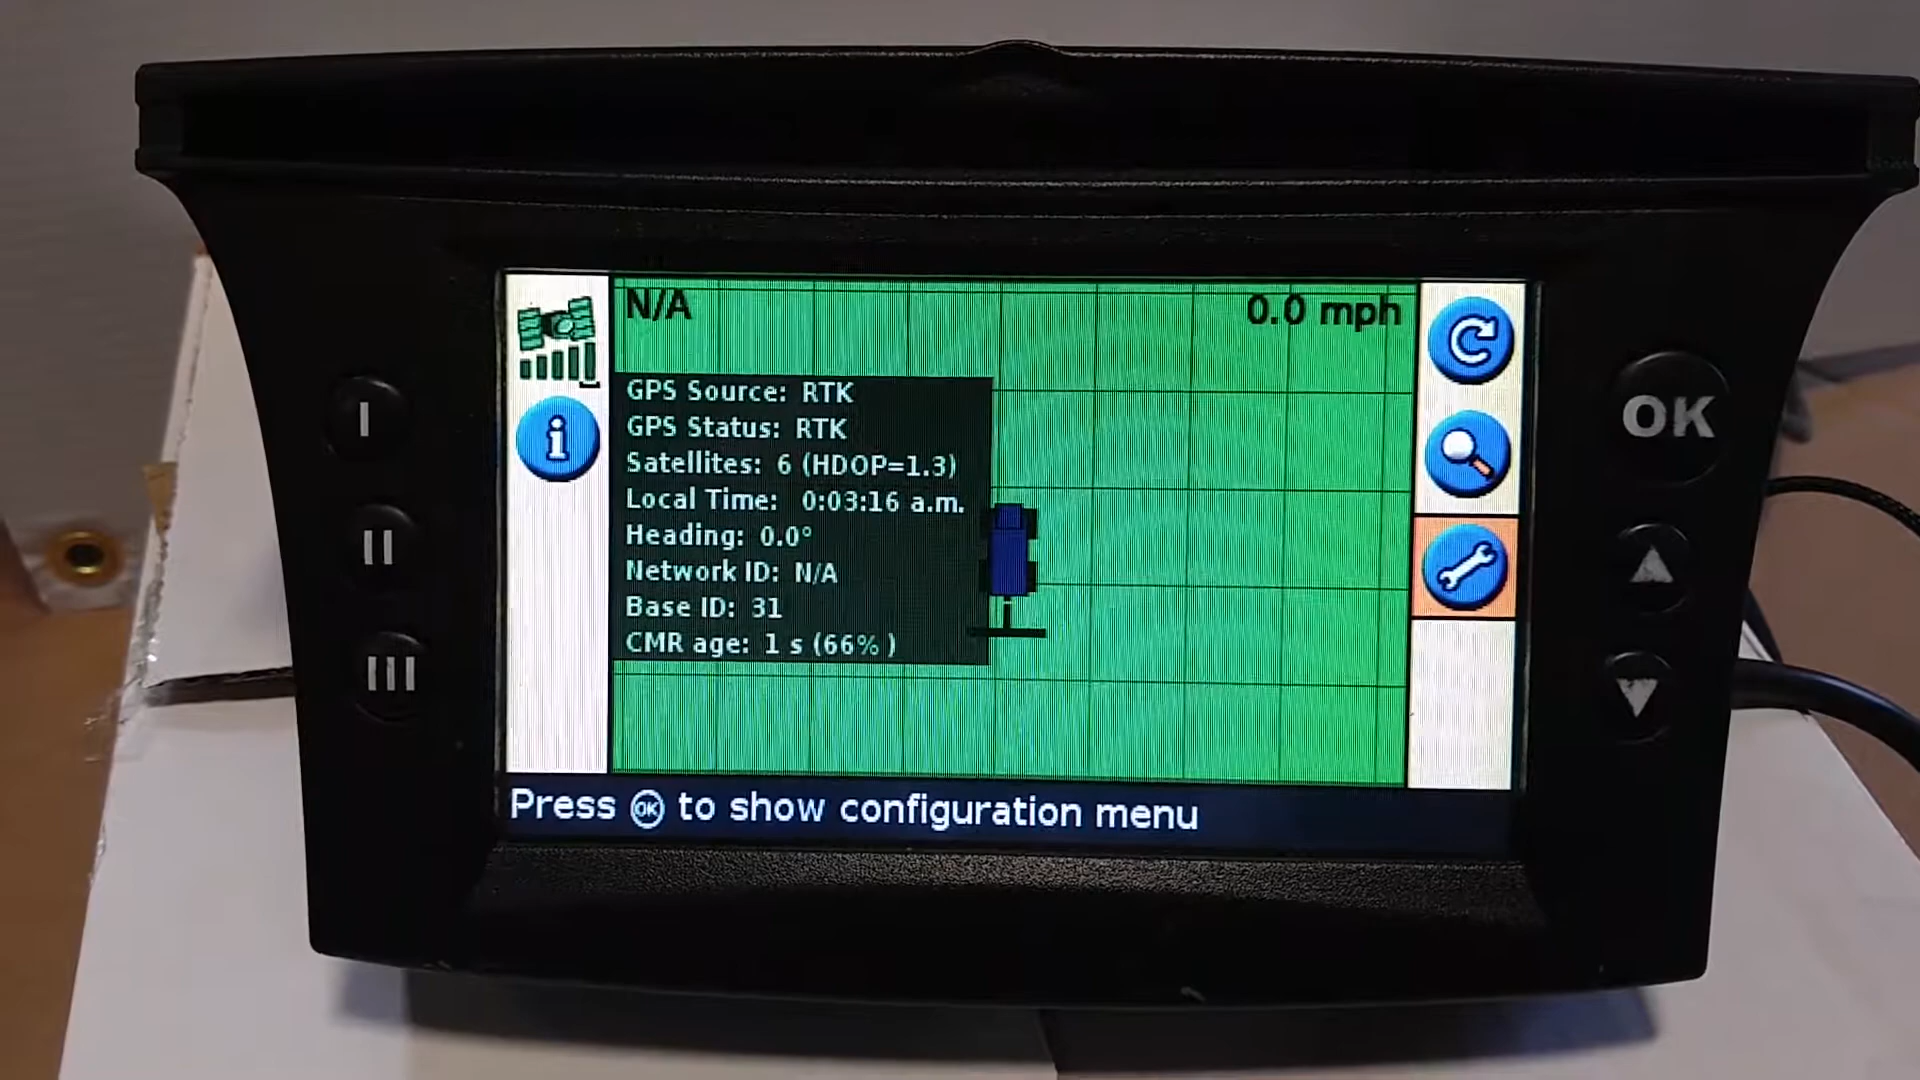 N/A
0.0 mph
GPS Source: RTK
GPS Status: RTK
Satellites: 6 (HDOP=1.3)
Local Time: 0:03:16 a.m.
Heading: 0.0°
Network ID: N/A
Base ID: 31
CMR age: 1 s (66% )
Press OK to show configuration menu
I
II
III
OK
i